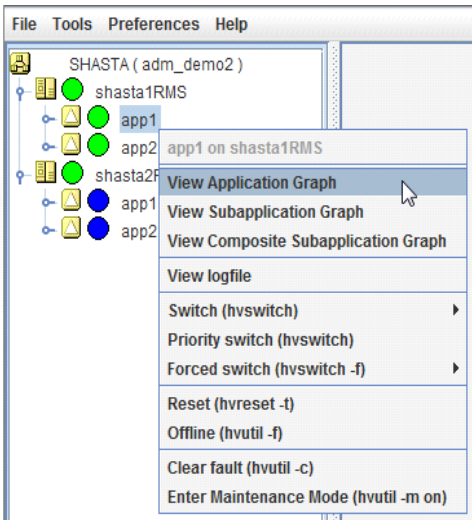 File Tools Preferences Help
SHASTA ( adm_demo2 )
shasta1RMS
app1
app2
shasta2
app1
app2
app1 on shasta1RMS
View Application Graph
View Subapplication Graph
View Composite Subapplication Graph
View logfile
Switch (hvswitch)
Priority switch (hvswitch)
Forced switch (hvswitch -f)
Reset (hvreset -t)
Offline (hvutil -f)
Clear fault (hvutil -c)
Enter Maintenance Mode (hvutil -m on)